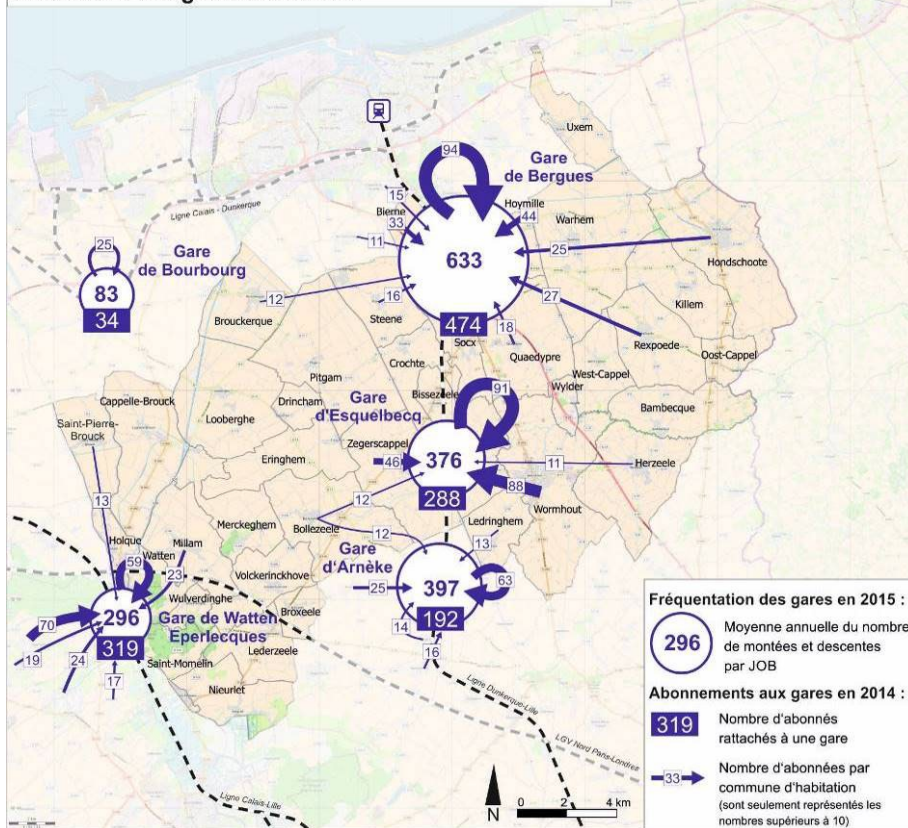 94
Gare
de Bergues
Uxem
Hoymille
Bierne
15
33
44
Warhem
11
25
Ligne Calais - Dunkerque
633
Hondschoote
25
Gare
de Bourbourg
83
34
12
16
27
Killem
Brouckerque
Steene
474
18
Rexpoede
Socx
Quaedypre
Oost-Cappel
Crochte
West-Cappel
Pitgam
Bissezeele
91
Wylder
Cappelle-Brouck
Drincham
Gare
d'Esquelbecq
Bambecque
Saint-Pierre-
Brouck
Looberghe
Zegerscappel
376
46
11
Herzeele
Eringhem
288
88
13
12
Wormhout
Merckeghem
Bollezeele
Ledringhem
Holque
Millam
12
13
Watten
59
23
Gare
d'Arnèke
Volckerinckhove
397
63
25
Wulverdinghe
296
Gare de Watten
Eperlecques
Broxeele
192
70
319
14
19
24
Lederzeele
16
17
Saint-Momelin
Nieurlet
Ligne Dunkerque-Lille
LGV Nord Paris-Londres
Ligne Calais-Lille
N
0 2 4 km
Fréquentation des gares en 2015 :
296
Moyenne annuelle du nombre
de montées et descentes
par JOB
Abonnements aux gares en 2014 :
319
Nombre d'abonnés
rattachés à une gare
33
Nombre d'abonnées par
commune d'habitation
(sont seulement représentés les
nombres supérieurs à 10)